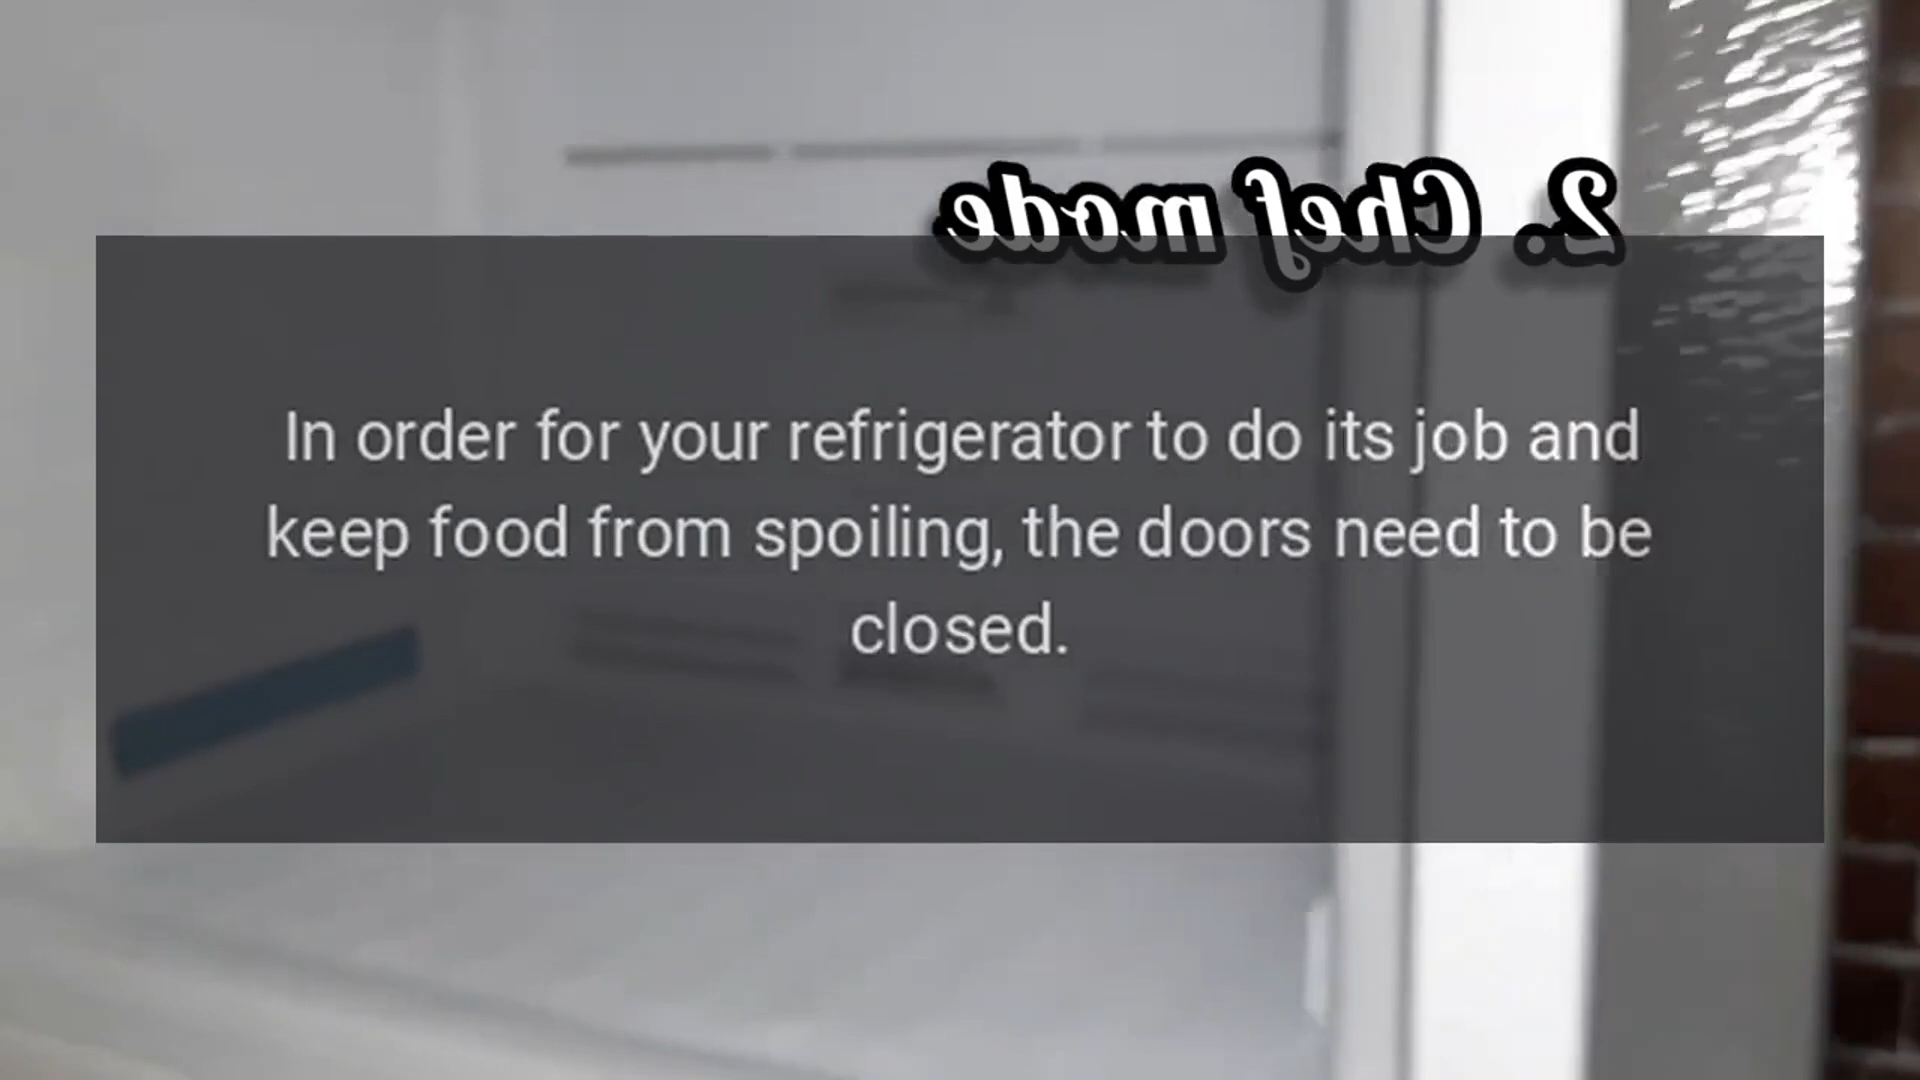 2. Chef mode
In order for your refrigerator to do its job and
keep food from spoiling, the doors need to be
closed.